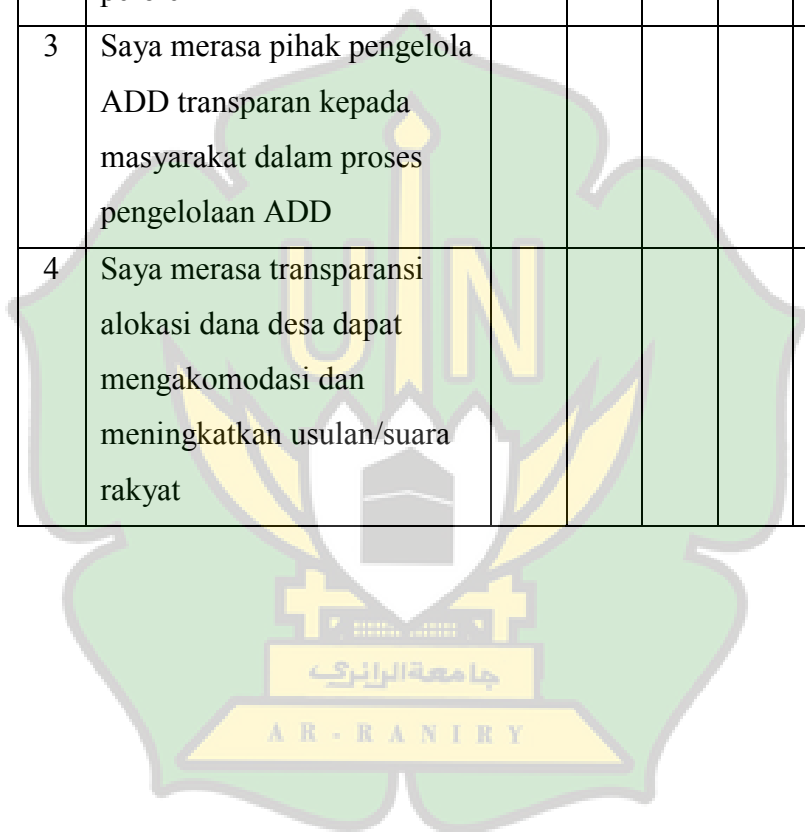 3 Saya merasa pihak pengelola
ADD transparan kepada
masyarakat dalam proses
pengelolaan ADD
4 Saya merasa transparansi
alokasi dana desa dapat
mengakomodasi dan
meningkatkan usulan/suara
rakyat
UIN
جامعة الرانري
AR-RANIRY